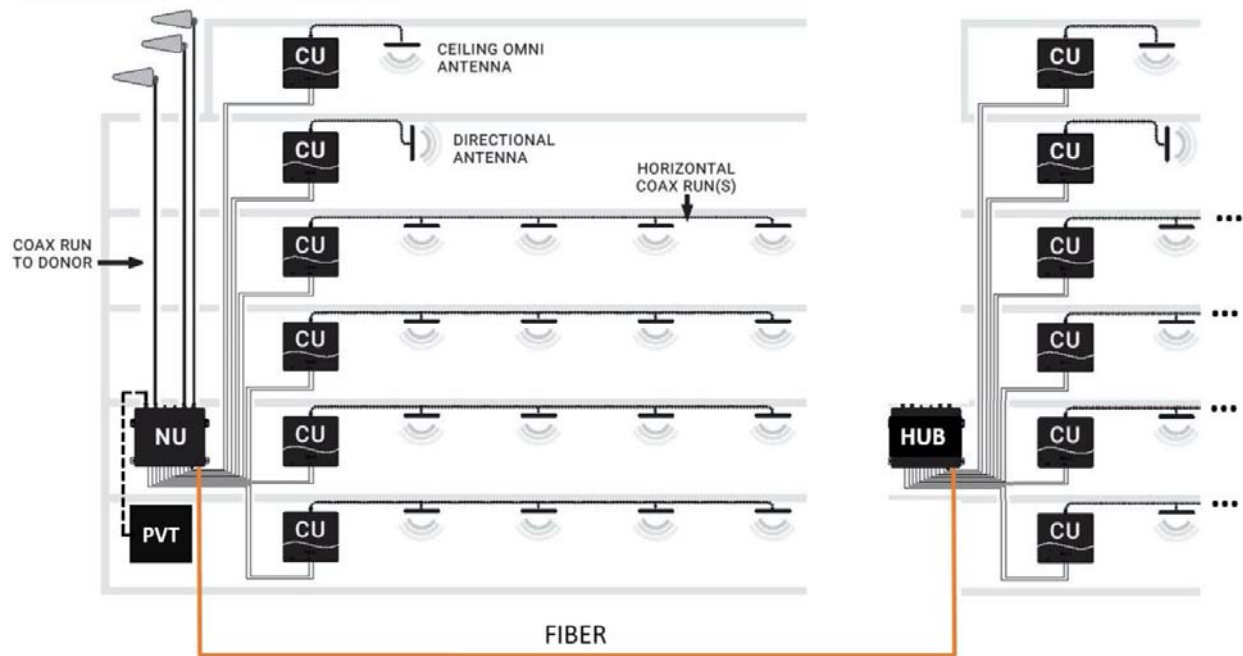 CU
CEILING OMNI
ANTENNA
CU
CU
DIRECTIONAL
ANTENNA
CU
HORIZONTAL
COAX RUN(S)
COAX RUN
TO DONOR
CU
CU
...
CU
CU
...
NU
CU
HUB
CU
...
PVT
CU
CU
...
FIBER